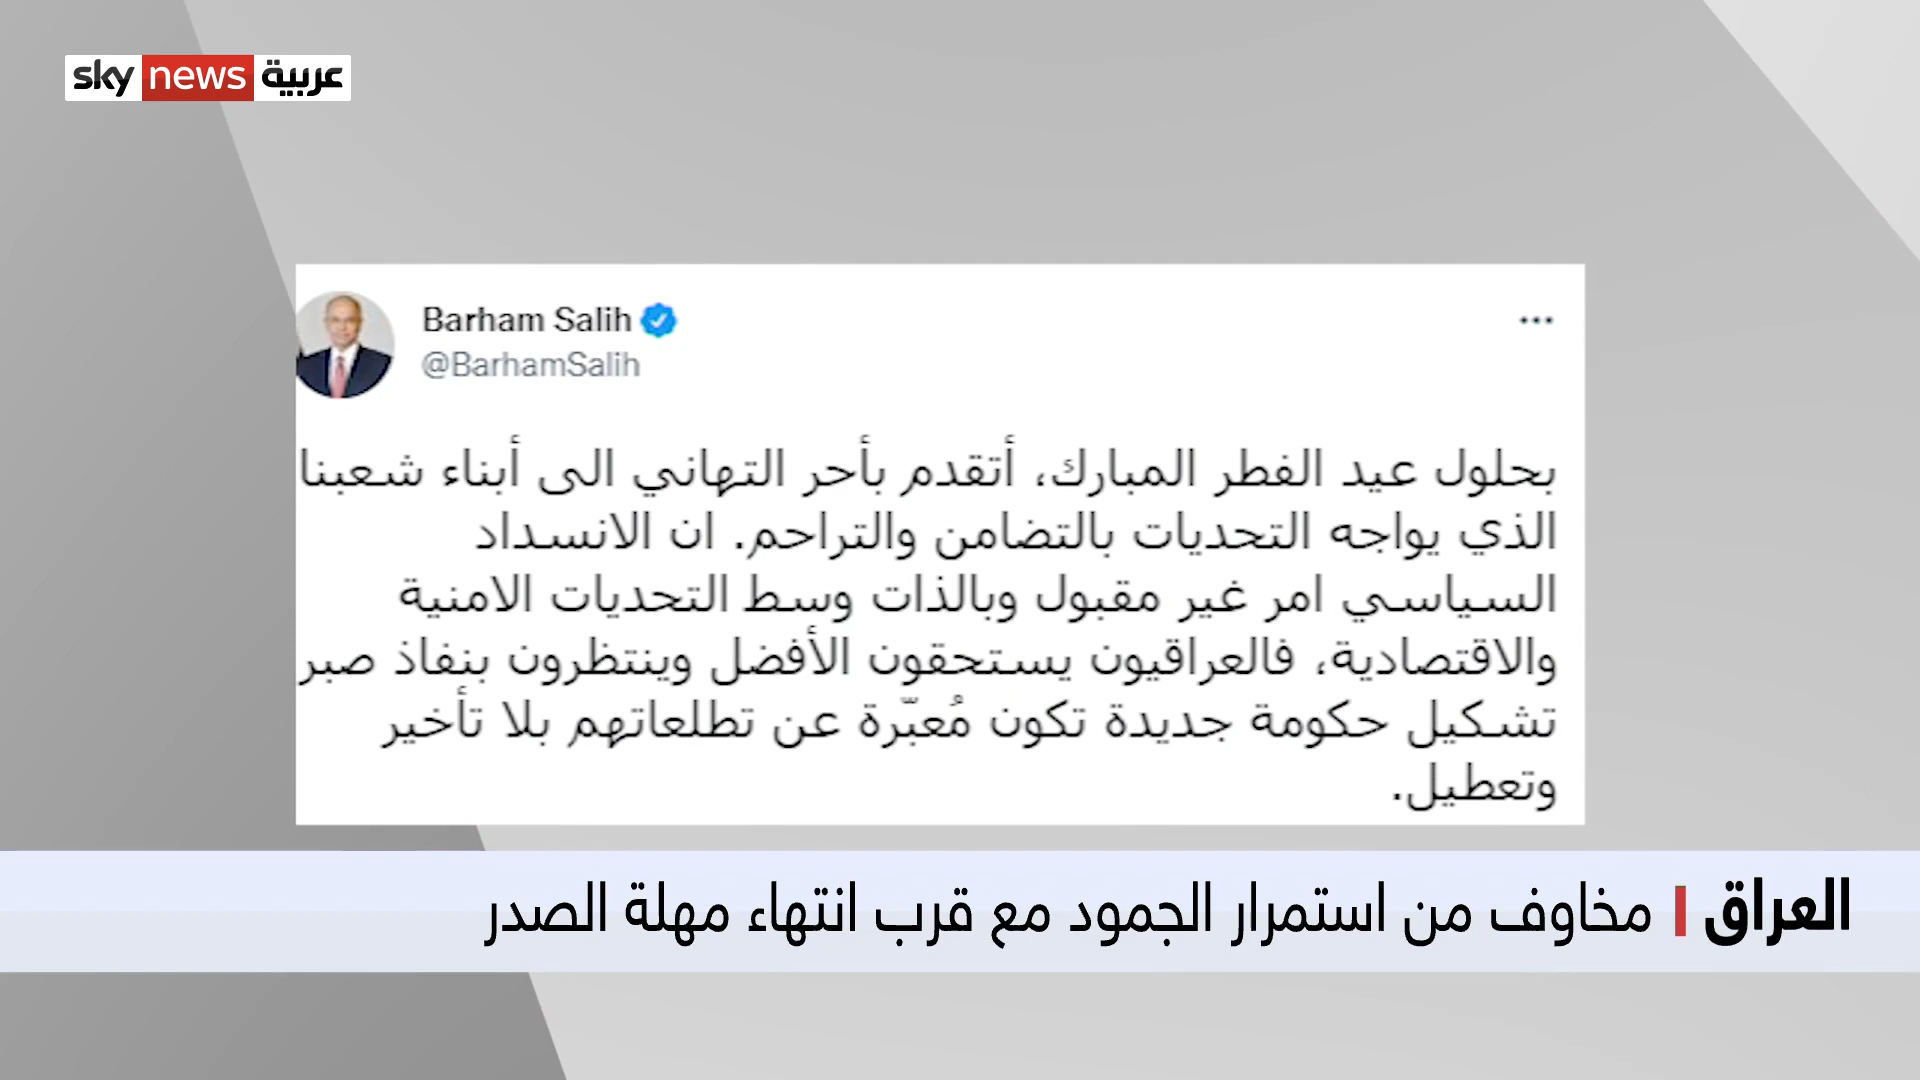 sky news عربية
Barham Salih
@BarhamSalih
بحلول عيد الفطر المبارك، أتقدم بأحر التهاني الى أبناء شعبنا
الذي يواجه التحديات بالتضامن والتراحم. ان الانسداد
السياسي امر غير مقبول وبالذات وسط التحديات الامنية
والاقتصادية، فالعراقيون يستحقون الأفضل وينتظرون بنفاذ صبر
تشكيل حكومة جديدة تكون مُعبّرة عن تطلعاتهم بلا تأخير
وتعطيل.
العراق | مخاوف من استمرار الجمود مع قرب انتهاء مهلة الصدر